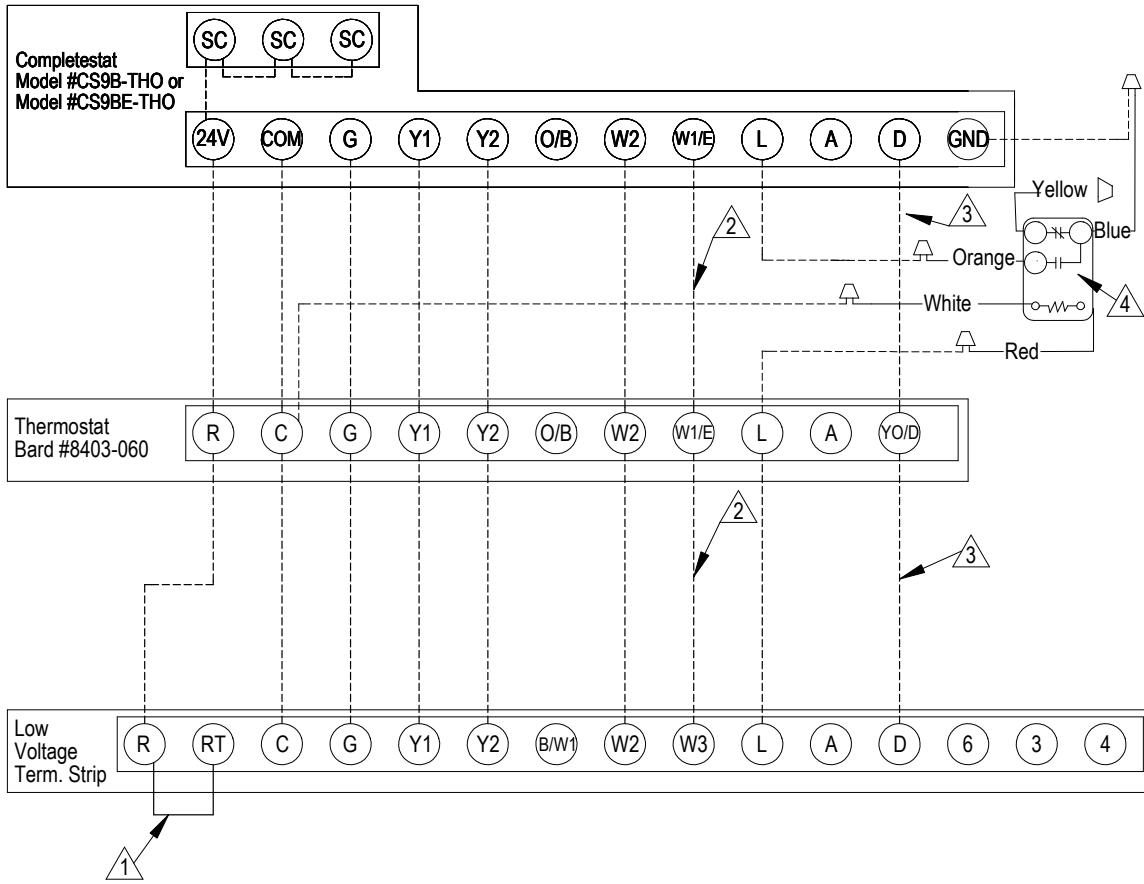 SC SC SC
Completestat
Model #CS9B-THO or
Model #CS9BE-THO
24V COM G Y1 Y2 O/B W2 W1/E L A D GND
Yellow
3
2
Blue
Orange
4
White
Red
Thermostat
Bard #8403-060
R C G Y1 Y2 O/B W2 W1/E L A YO/D
2
3
Low
Voltage
Term. Strip
R RT C G Y1 Y2 B/W1 W2 W3 L A D 6 3 4
1